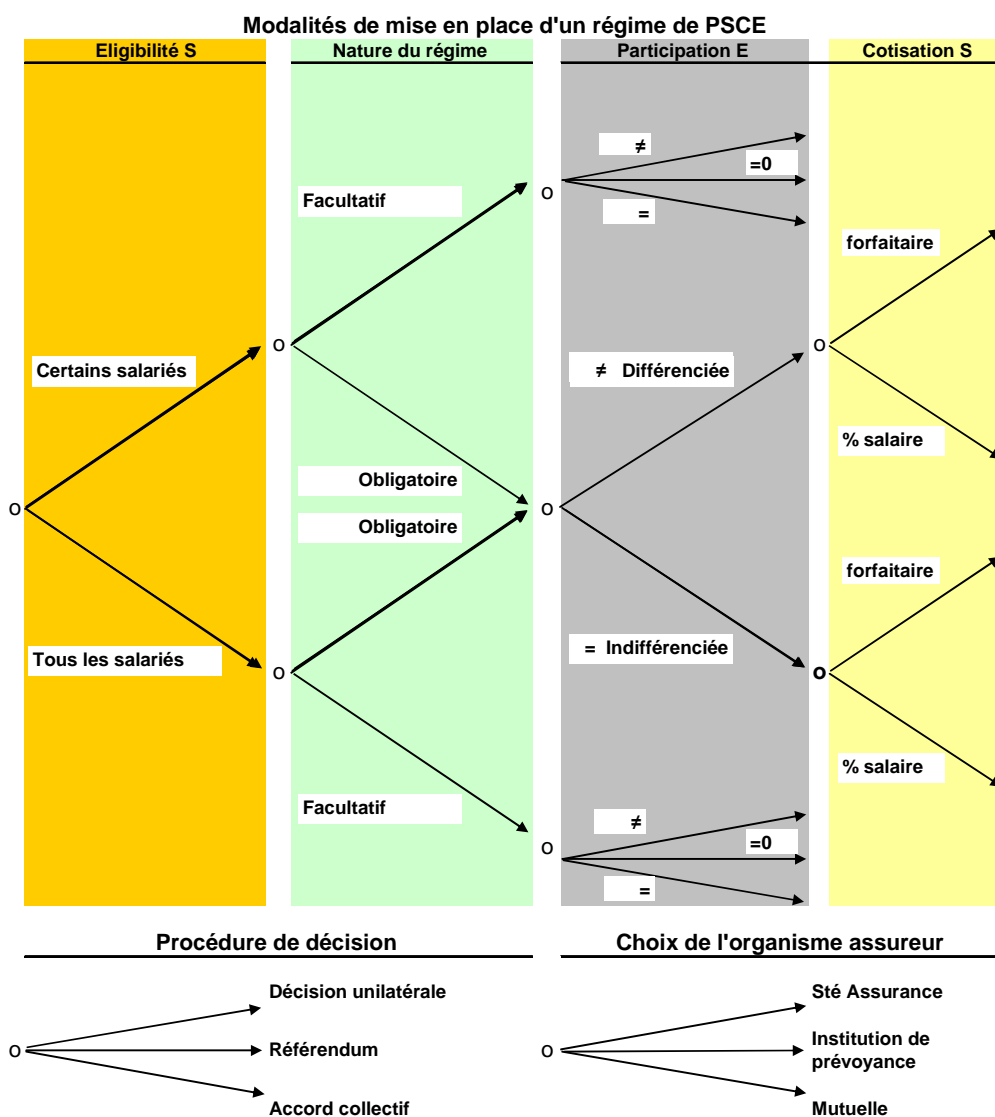 Modalités de mise en place d'un régime de PSCE
Eligibilité S
Nature du régime
Participation E
Cotisation S
≠
=0
=
Facultatif
forfaitaire
o
o
o
Certains salariés
≠ Différenciée
% salaire
Obligatoire
o
o
Obligatoire
forfaitaire
Tous les salariés
= Indifférenciée
o
o
% salaire
Facultatif
≠
=0
o
=
Procédure de décision
Choix de l'organisme assureur
Décision unilatérale
o
Référendum
Accord collectif
Sté Assurance
o
Institution de
prévoyance
Mutuelle